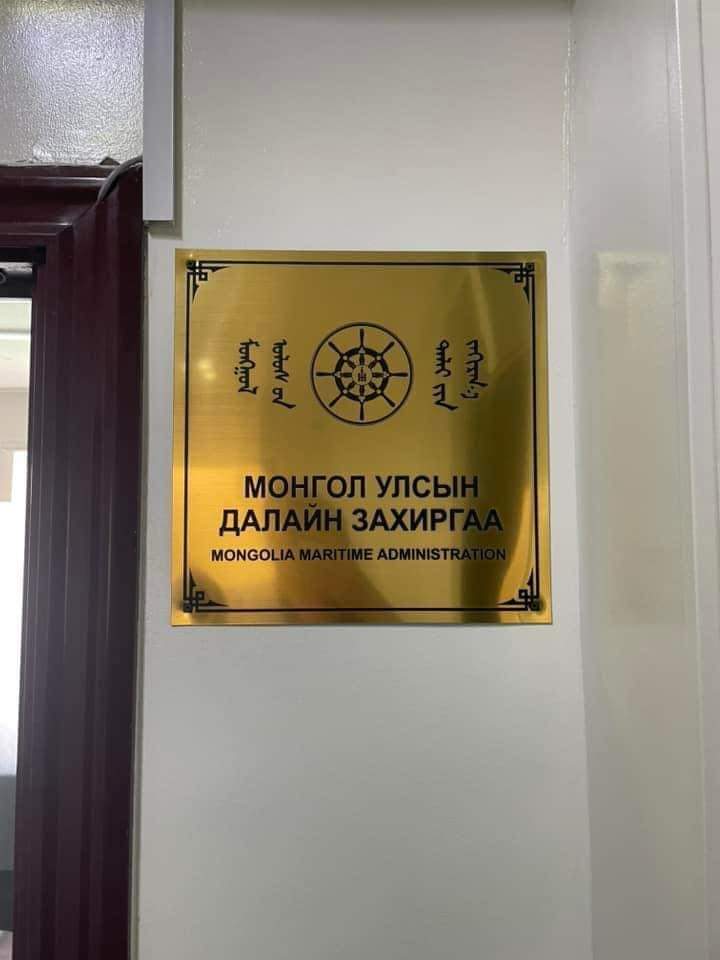 МОНГОЛ УЛСЫН
ДАЛАЙН ЗАХИРГАА
MONGOLIA MARITIME ADMINISTRATION